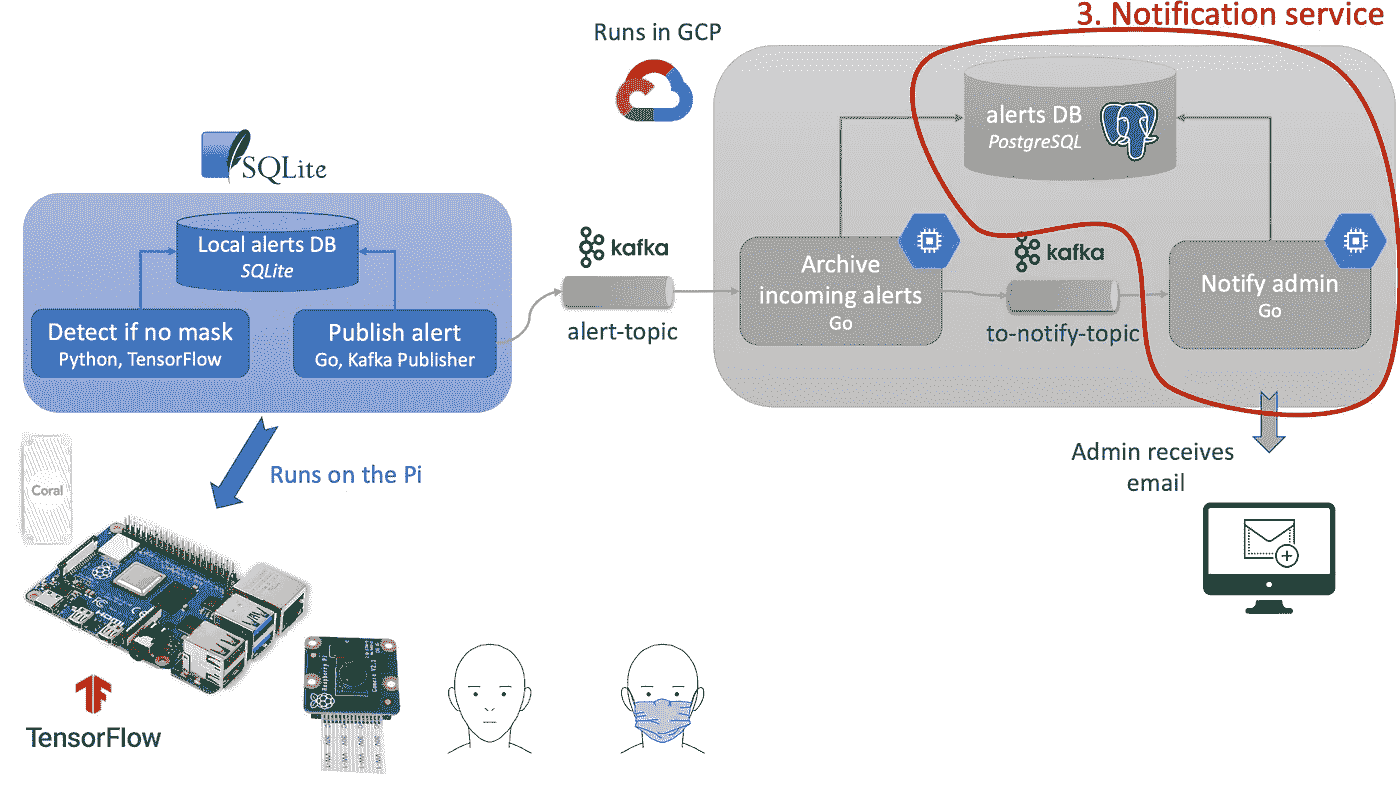 3. Notification service
Runs in GCP
alerts DB
PostgreSQL
SQLite
Local alerts DB
SQLite
kafka
kafka
Archive
incoming alerts
Go
Notify admin
Go
Detect if no mask
Python, TensorFlow
Publish alert
Go, Kafka Publisher
alert-topic
to-notify-topic
Admin receives
email
Runs on the Pi
Coral
Raspberry Pi
TensorFlow